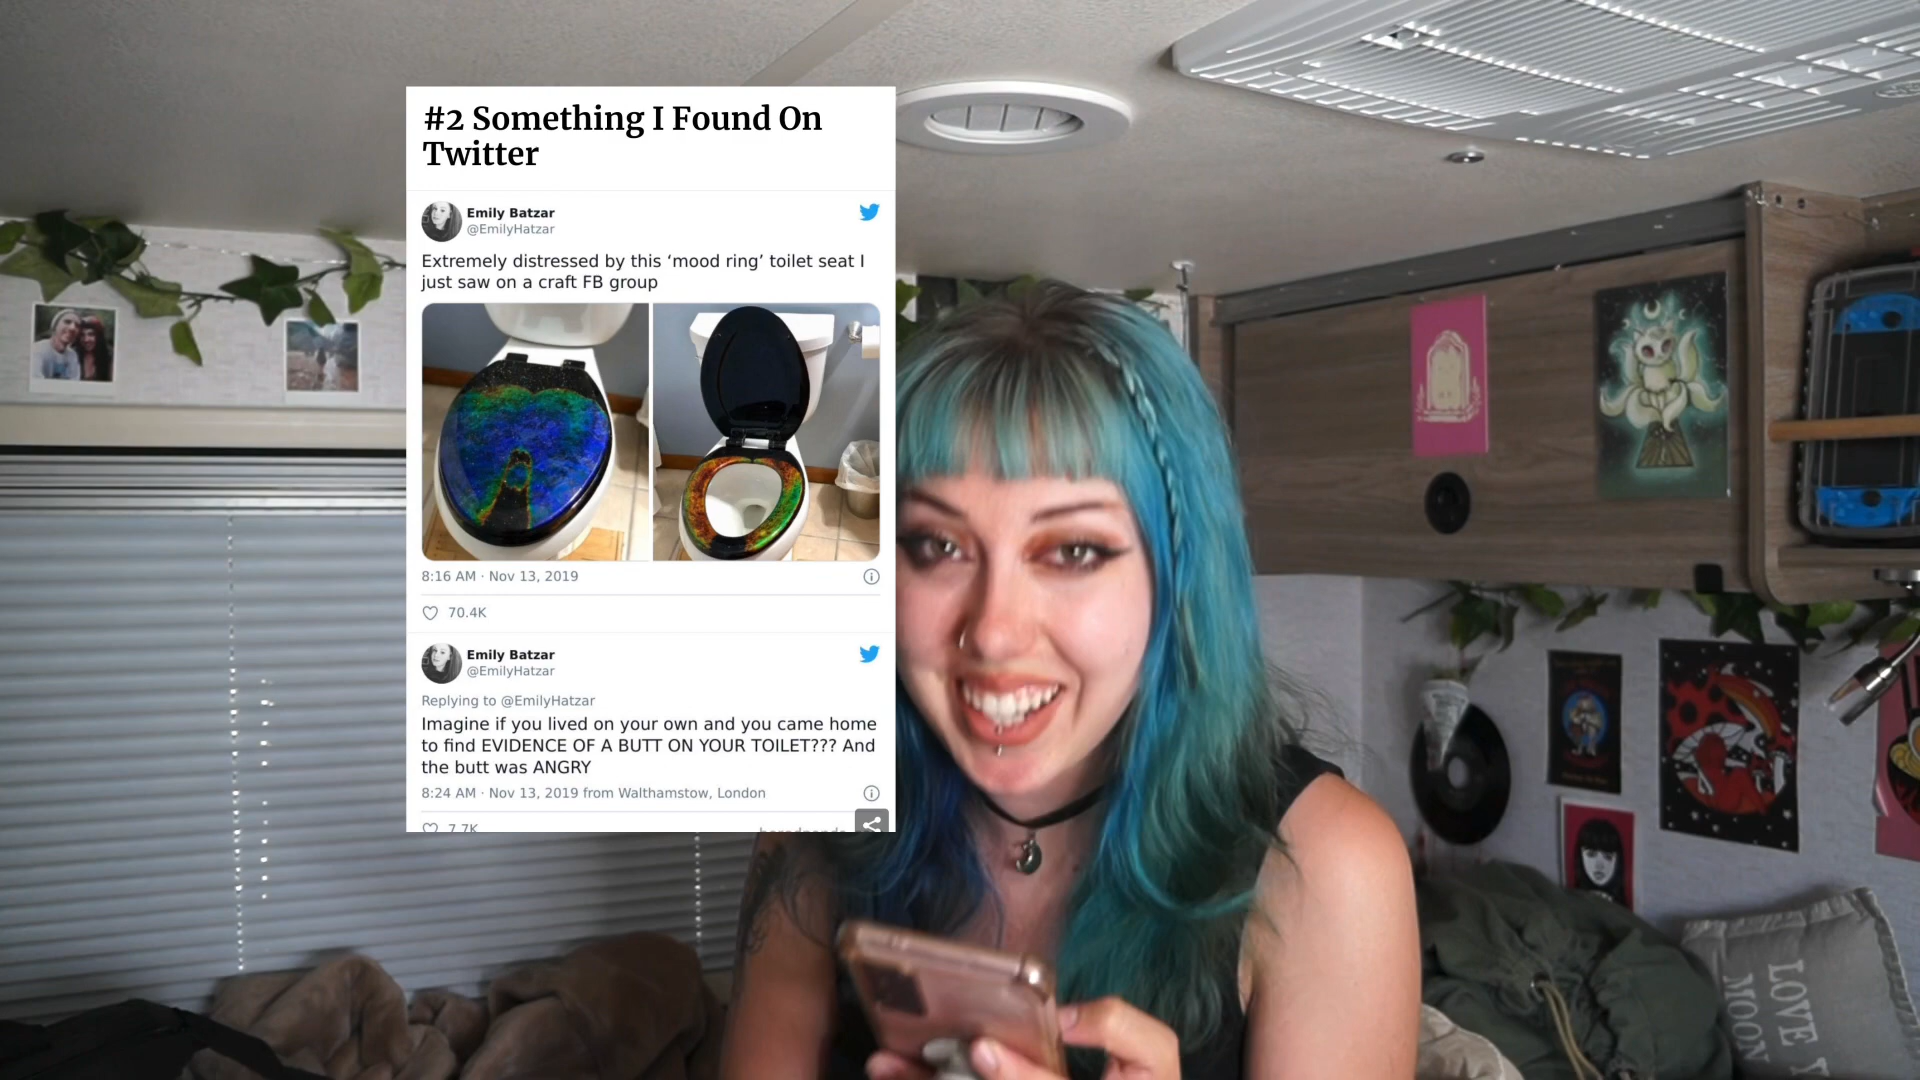 #2 Something I Found On
Twitter
Emily Batzar
@EmilyHatzar
Extremely distressed by this ‘mood ring’ toilet seat I
just saw on a craft FB group
8:16 AM · Nov 13, 2019
70.4K
Emily Batzar
@EmilyHatzar
Replying to @EmilyHatzar
Imagine if you lived on your own and you came home
to find EVIDENCE OF A BUTT ON YOUR TOILET??? And
the butt was ANGRY
8:24 AM · Nov 13, 2019 from Walthamstow, London
7.7K
LOVE
MOON